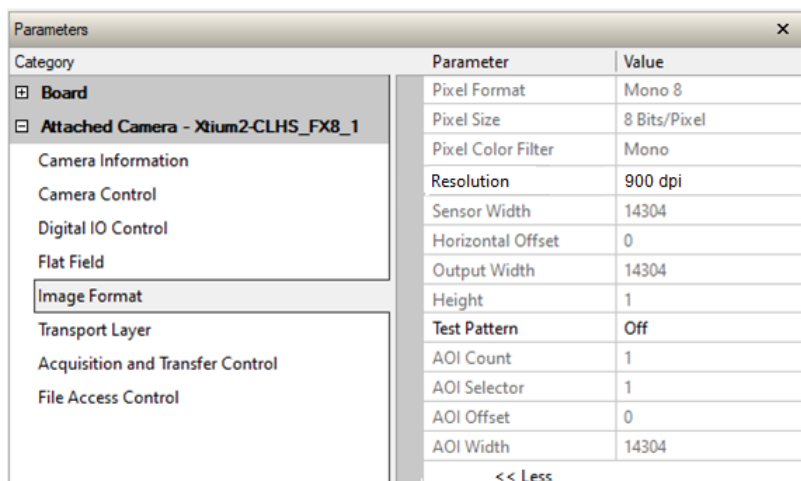 Parameters
Category
Board
Attached Camera - Xtium2-CLHS_FX8_1
Camera Information
Camera Control
Digital IO Control
Flat Field
Image Format
Transport Layer
Acquisition and Transfer Control
File Access Control
Parameter Value
Pixel Format Mono 8
Pixel Size 8 Bits/Pixel
Pixel Color Filter Mono
Resolution 900 dpi
Sensor Width 14304
Horizontal Offset 0
Output Width 14304
Height 1
Test Pattern Off
AOI Count 1
AOI Selector 1
AOI Offset 0
AOI Width 14304
<< Less